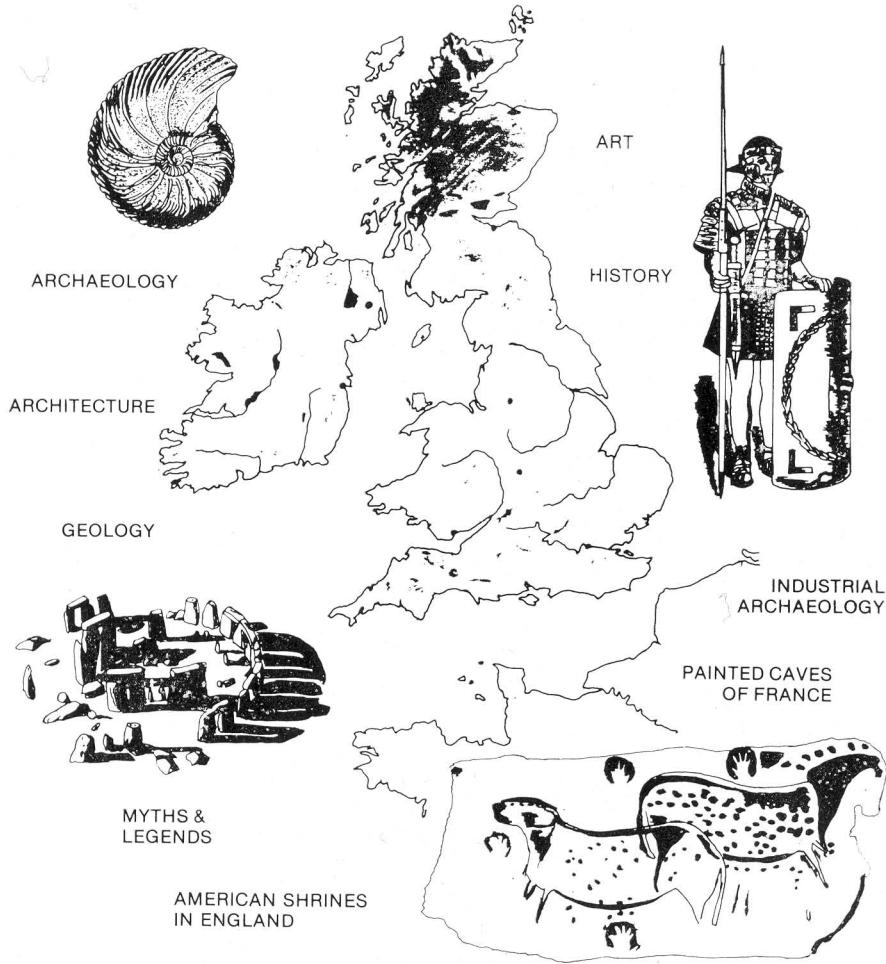 ART
ARCHAEOLOGY
HISTORY
ARCHITECTURE
GEOLOGY
INDUSTRIAL
ARCHAEOLOGY
PAINTED CAVES
OF FRANCE
MYTHS &
LEGENDS
AMERICAN SHRINES
IN ENGLAND